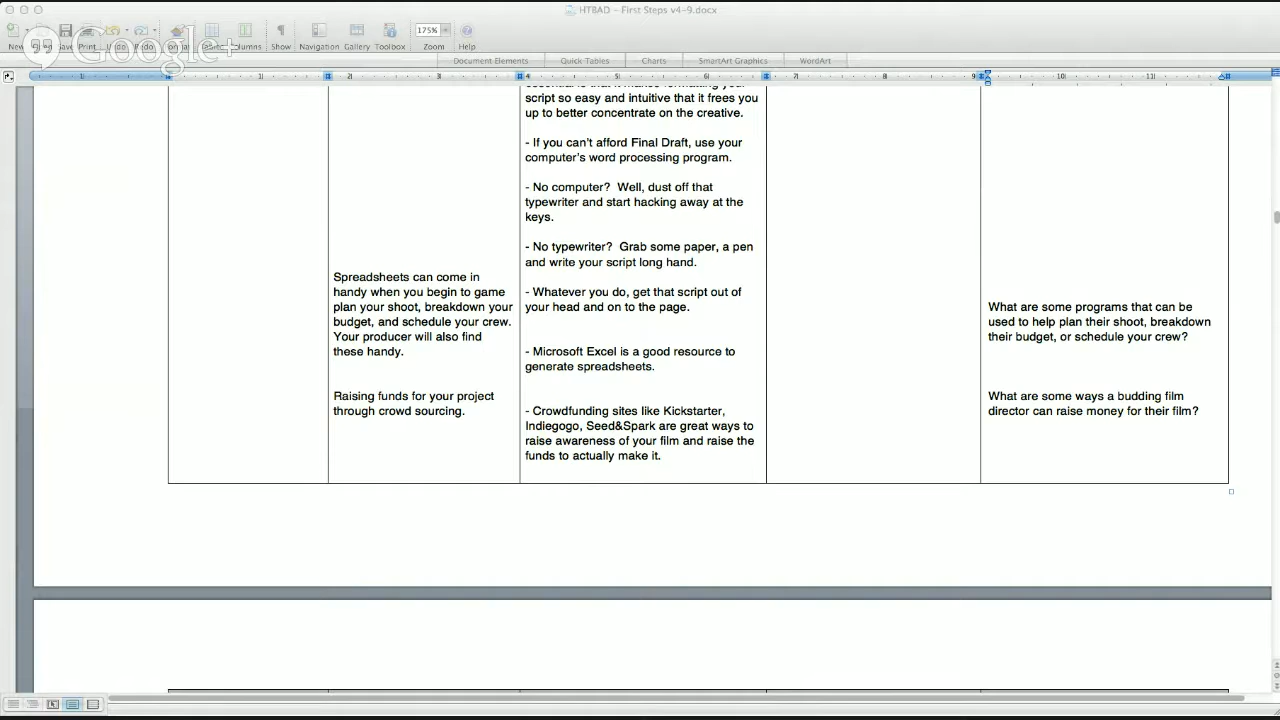 HTBAD – First Steps v4-9.docx
Google+
175%
Show
Navigation
Gallery
Toolbox
Zoom
Help
Document Elements
Quick Tables
Charts
SmartArt Graphics
WordArt
script so easy and intuitive that it frees you
up to better concentrate on the creative.
- If you can't afford Final Draft, use your
computer's word processing program.
- No computer?  Well, dust off that
typewriter and start hacking away at the
keys.
- No typewriter?  Grab some paper, a pen
and write your script long hand.
- Whatever you do, get that script out of
your head and on to the page.
Spreadsheets can come in
handy when you begin to game
plan your shoot, breakdown your
budget, and schedule your crew.
Your producer will also find
these handy.
- Microsoft Excel is a good resource to
generate spreadsheets.
What are some programs that can be
used to help plan their shoot, breakdown
their budget, or schedule your crew?
Raising funds for your project
through crowd sourcing.
- Crowdfunding sites like Kickstarter,
Indiegogo, Seed&Spark are great ways to
raise awareness of your film and raise the
funds to actually make it.
What are some ways a budding film
director can raise money for their film?